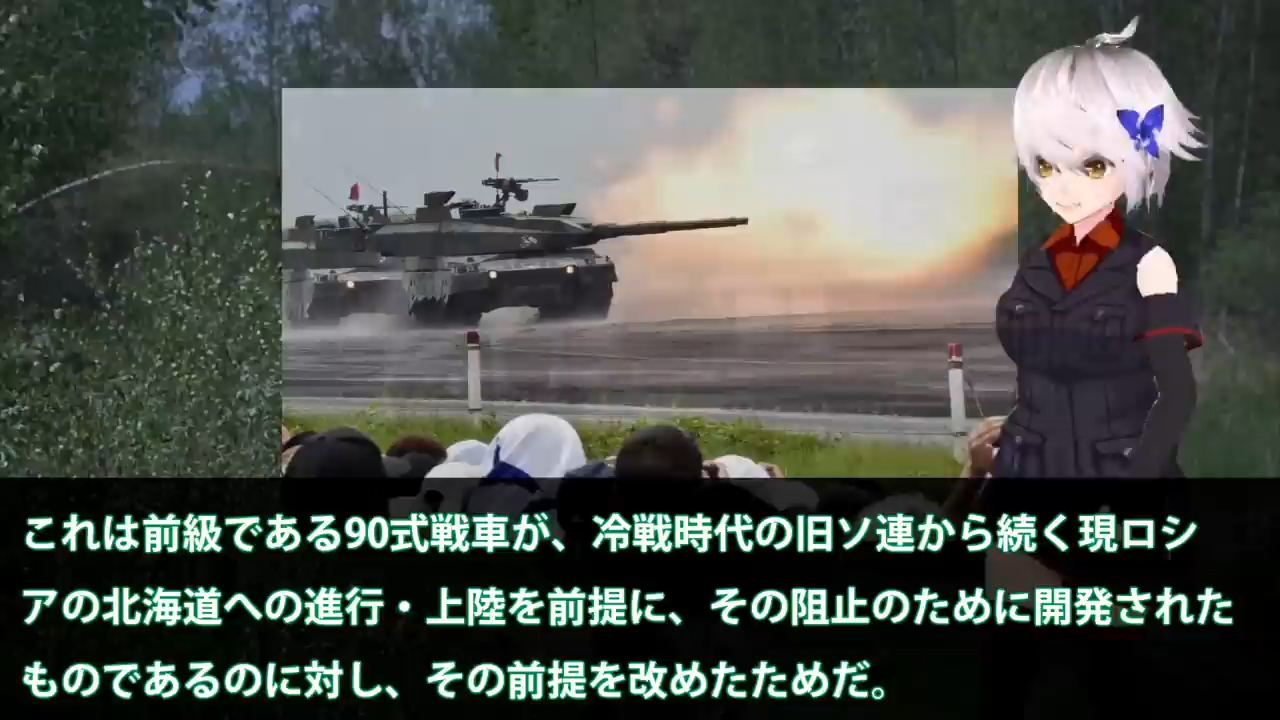 これは前級である90式戦車が、冷戦時代の旧ソ連から続く現ロシ
アの北海道への進行・上陸を前提に、その阻止のために開発された
ものであるのに対し、その前提を改めたためだ。